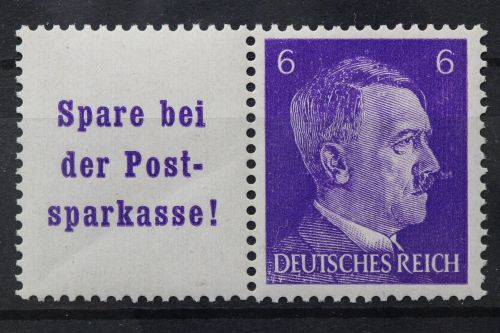 Spare bei
der Post-
sparkasse!
6 6
DEUTSCHES REICH